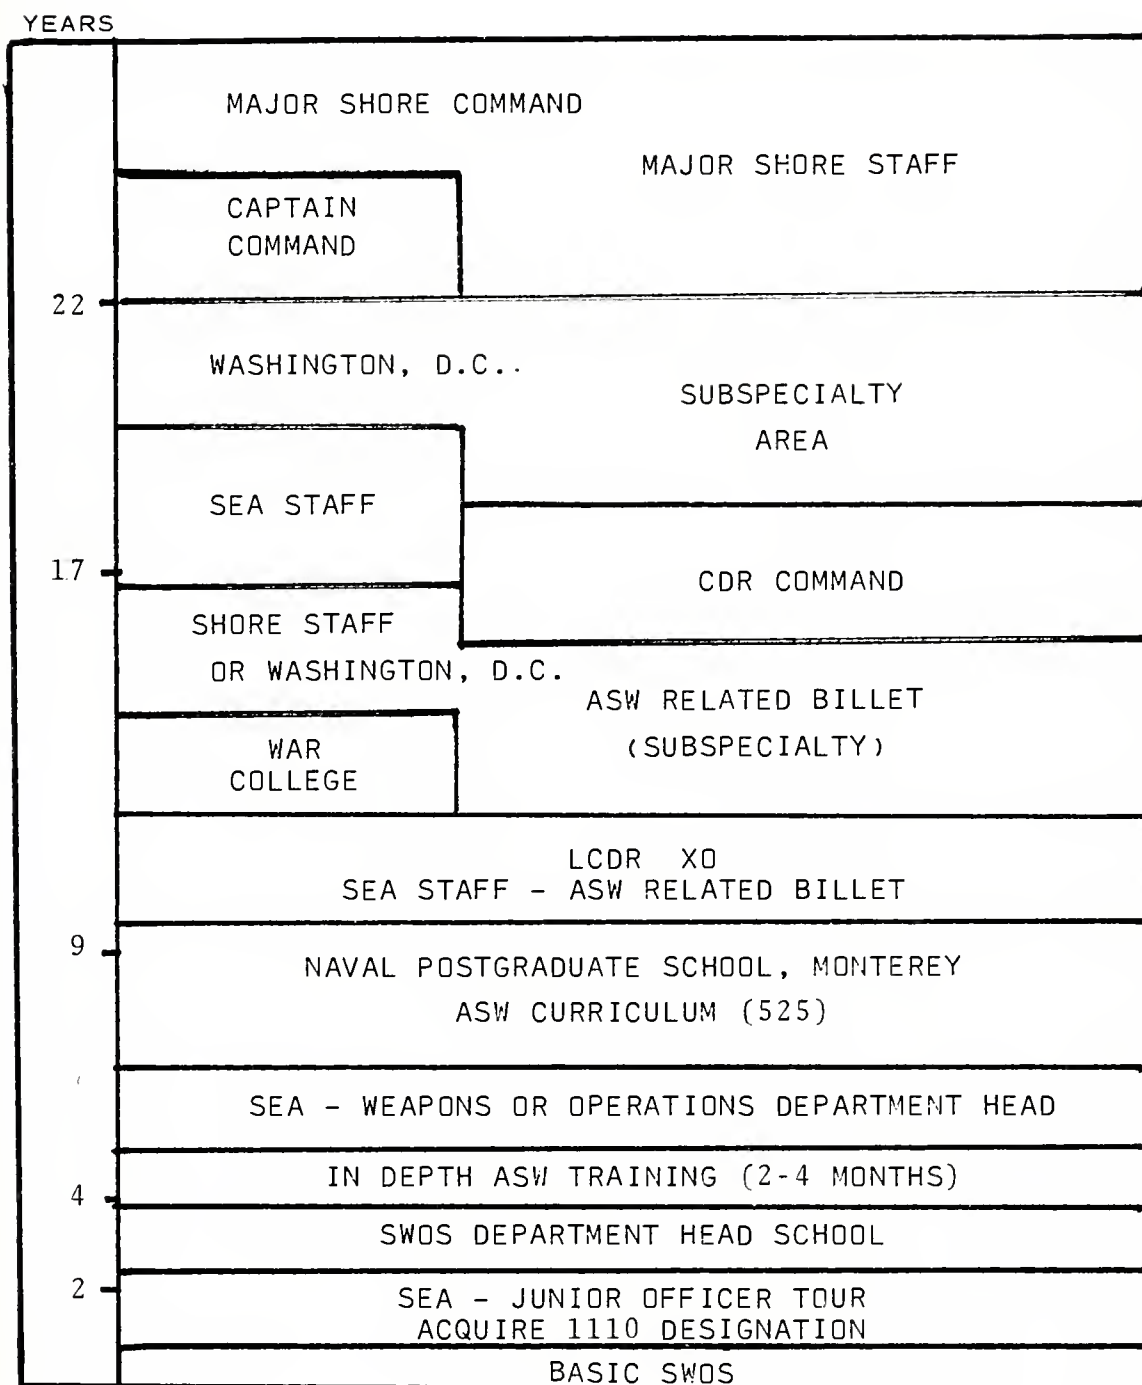 YEARS
MAJOR SHORE COMMAND
MAJOR SHORE STAFF
CAPTAIN
COMMAND
22
WASHINGTON, D.C..
SUBSPECIALTY
AREA
SEA STAFF
17
CDR COMMAND
SHORE STAFF
OR WASHINGTON, D.C.
ASW RELATED BILLET
(SUBSPECIALTY)
WAR
COLLEGE
LCDR XO
SEA STAFF - ASW RELATED BILLET
9
NAVAL POSTGRADUATE SCHOOL, MONTEREY
ASW CURRICULUM (525)
SEA - WEAPONS OR OPERATIONS DEPARTMENT HEAD
IN DEPTH ASW TRAINING (2-4 MONTHS)
4
SWOS DEPARTMENT HEAD SCHOOL
2
SEA - JUNIOR OFFICER TOUR
ACQUIRE 1110 DESIGNATION
BASIC SWOS